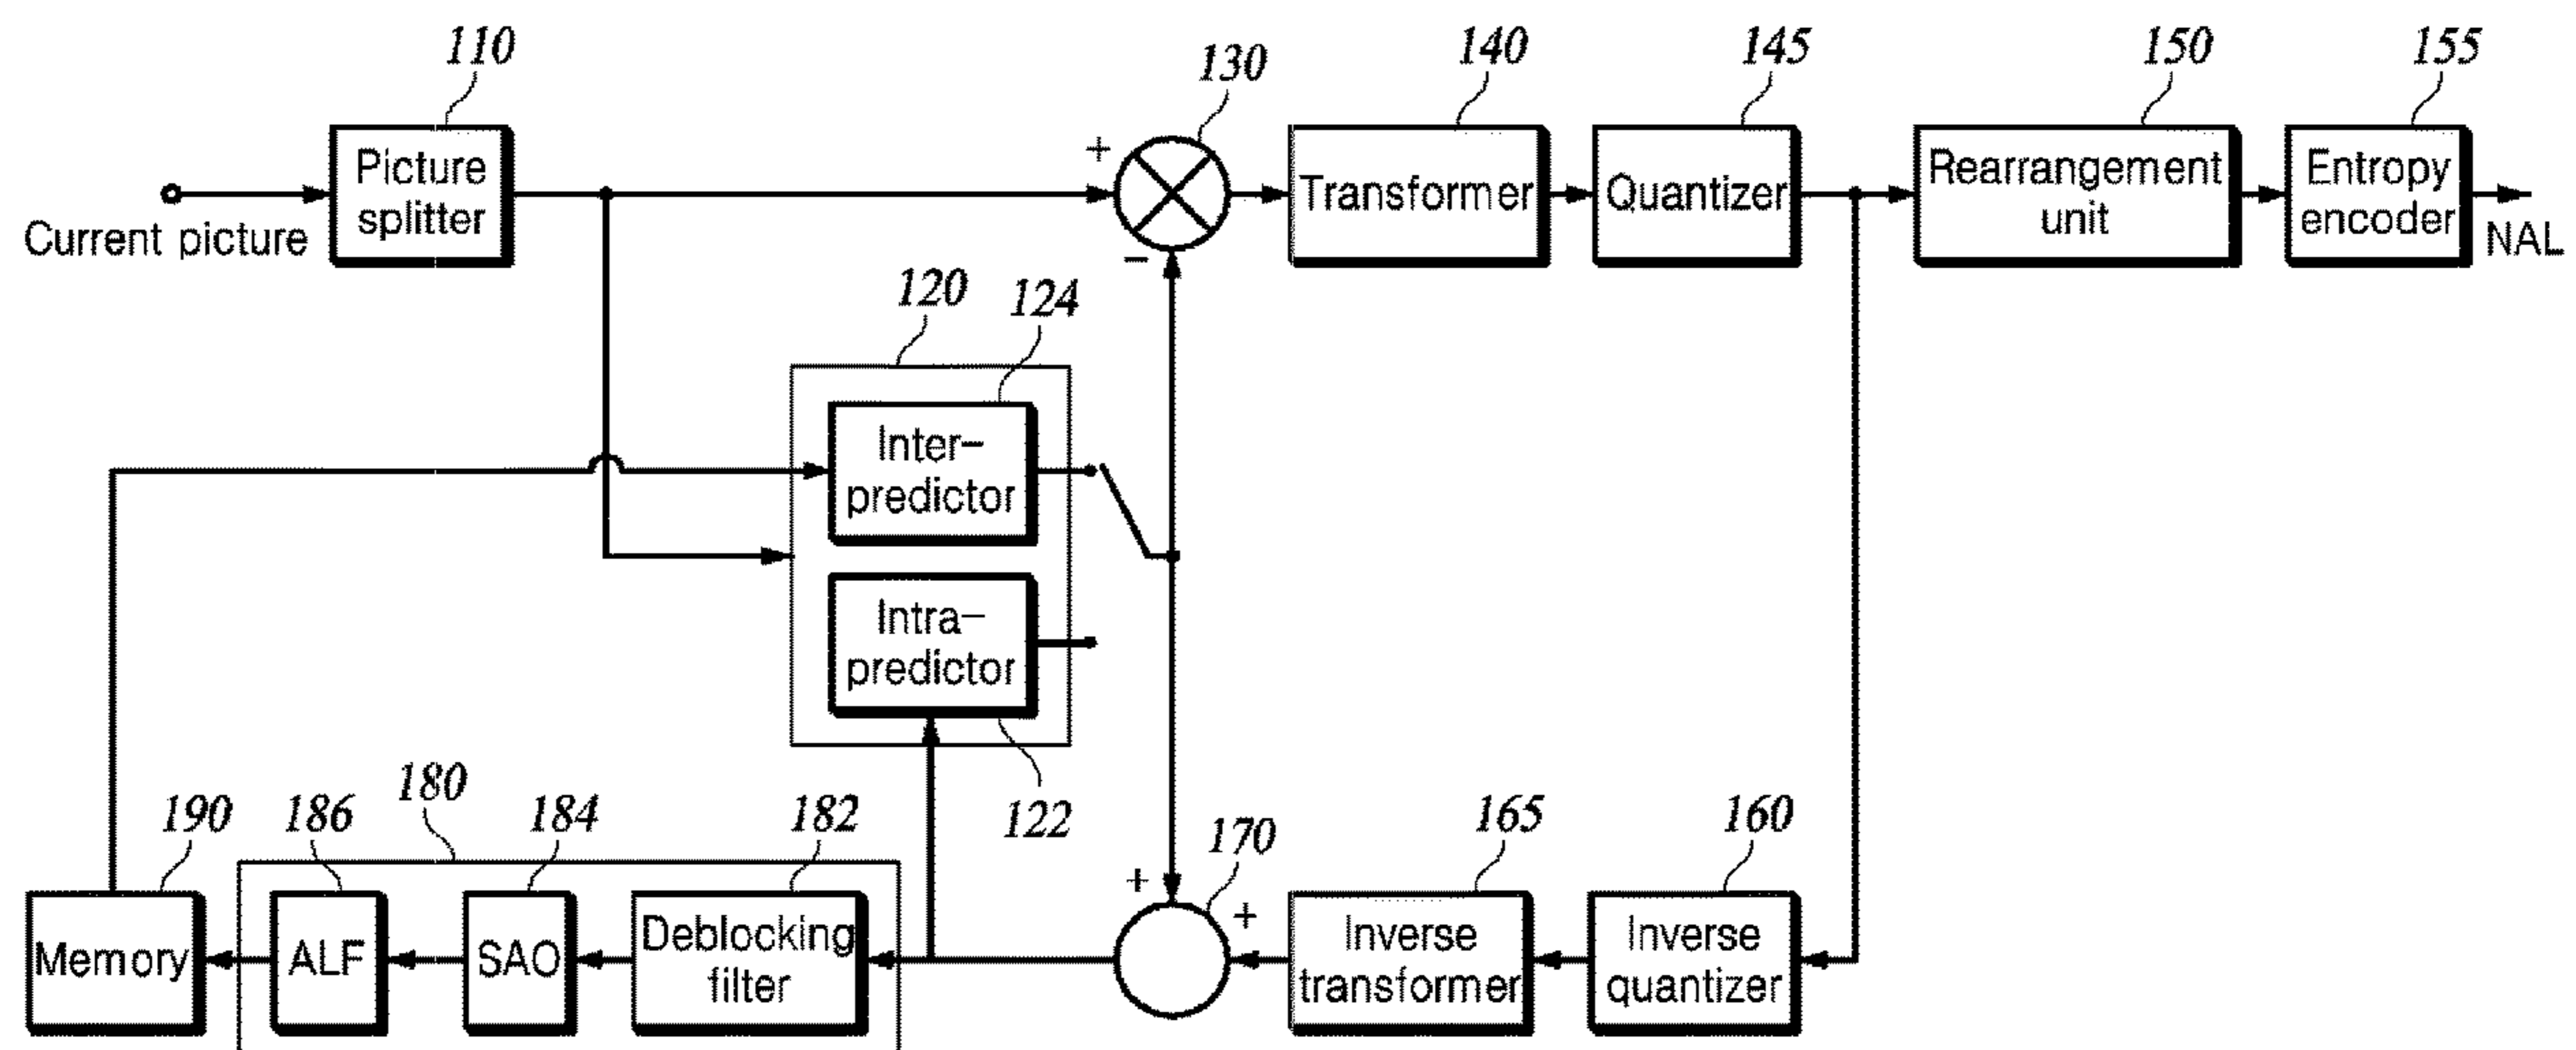 110
130
140
145
150
155
Picture
splitter
+
Transformer
Quantizer
Rearrangement
unit
Entropy
encoder
Current picture
−
NAL
120
124
Inter−
predictor
Intra−
predictor
122
190
186
180
184
182
170
165
160
+
+
Memory
ALF
SAO
Deblocking
filter
Inverse
transformer
Inverse
quantizer